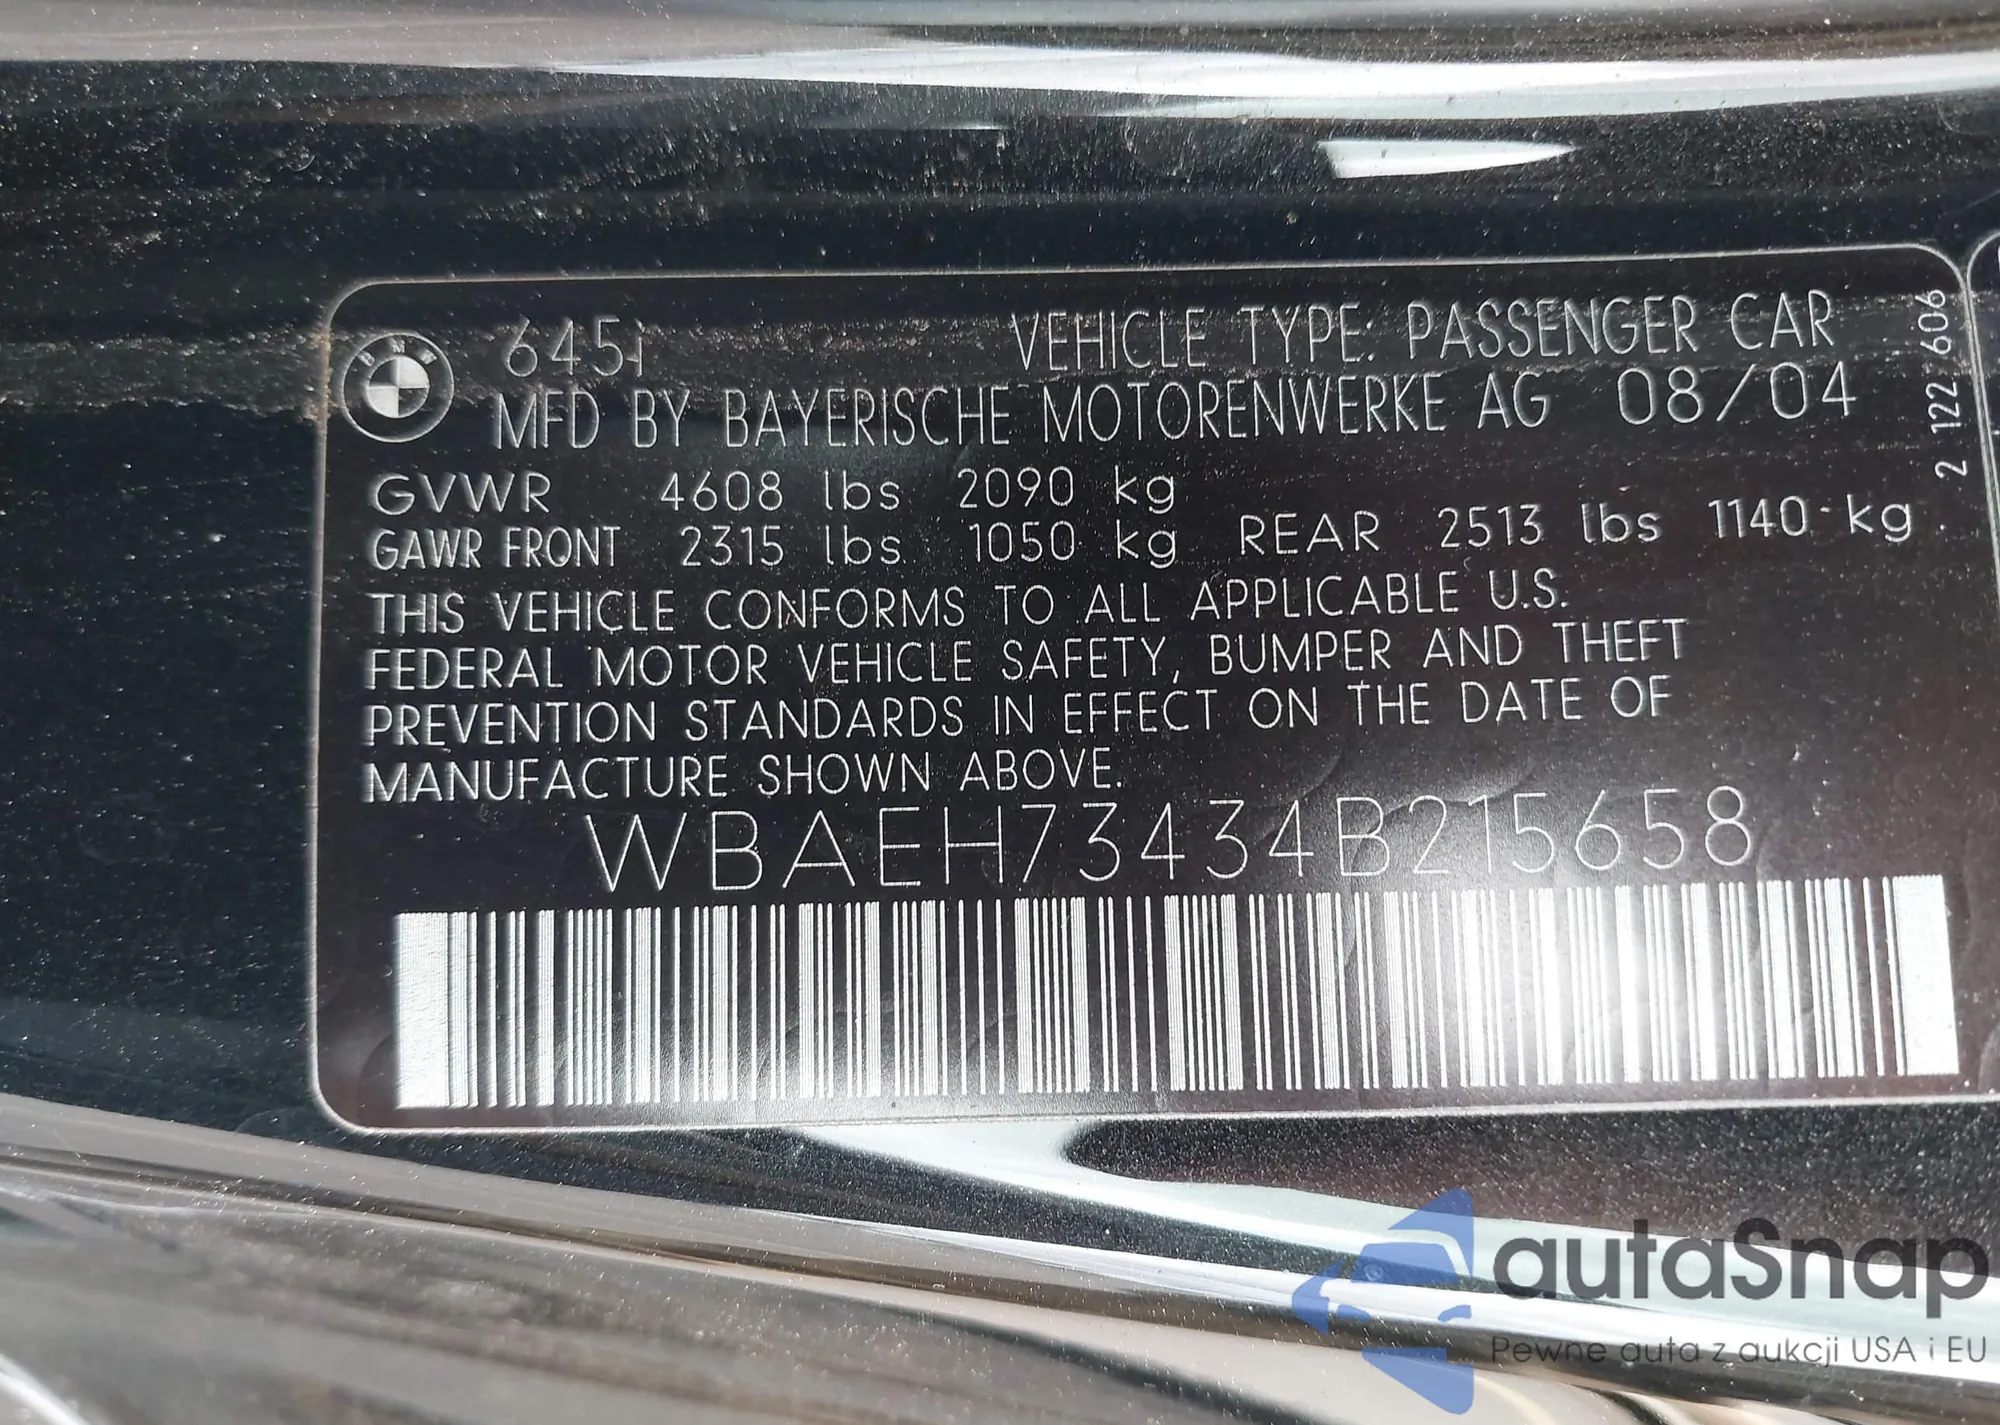 BMW
645i VEHICLE TYPE: PASSENGER CAR
MFD BY BAYERISCHE MOTORENWERKE AG 08/04
GVWR 4608 lbs 2090 kg
GAWR FRONT 2315 lbs 1050 kg REAR 2513 lbs 1140 kg
THIS VEHICLE CONFORMS TO ALL APPLICABLE U.S.
FEDERAL MOTOR VEHICLE SAFETY, BUMPER AND THEFT
PREVENTION STANDARDS IN EFFECT ON THE DATE OF
MANUFACTURE SHOWN ABOVE.
WBAEH73434B215658
2 122 606
autaSnap
Pewne auta z aukcji USA i EU